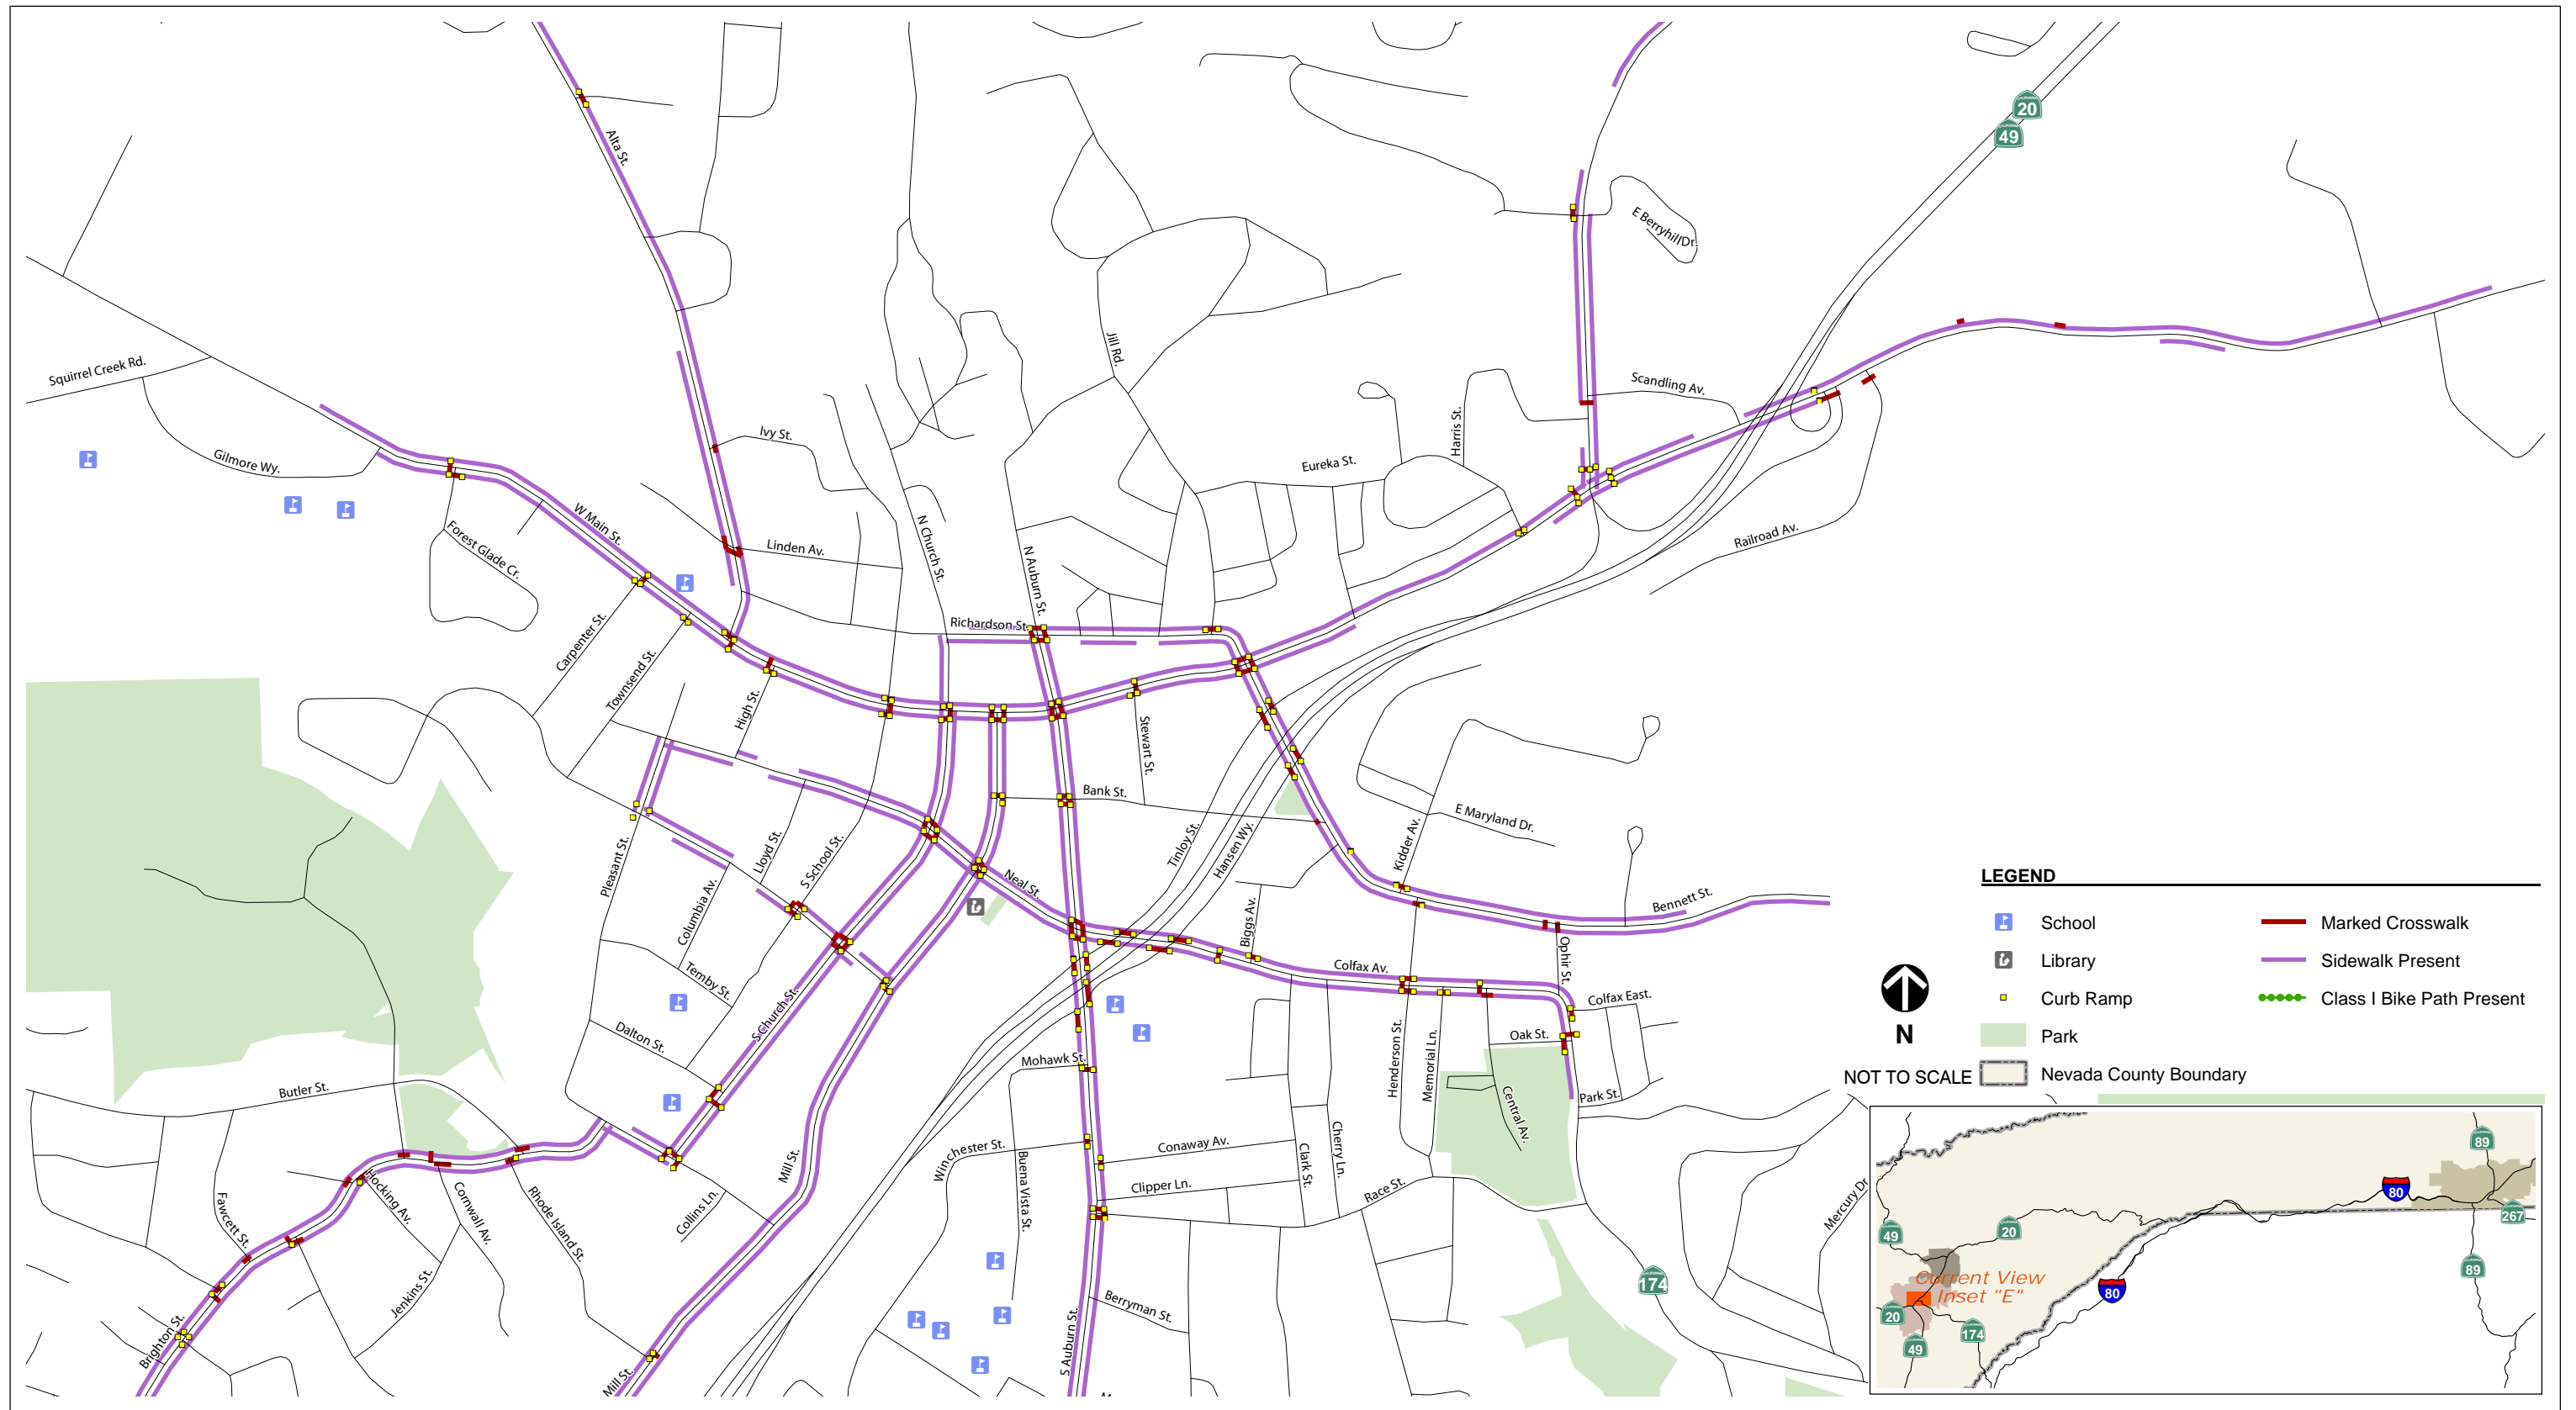 20
49
Alta St.
E Berryhill Dr.
Squirrel Creek Rd.
Jill Rd.
Scandling Av.
Gilmore Wy.
Ivy St.
Harris St.
Eureka St.
W Main St.
Forest Glade Cr.
Linden Av.
N Church St.
N Auburn St.
Railroad Av.
Richardson St.
Carpenter St.
Townsend St.
High St.
Stewart St.
Bank St.
E Maryland Dr.
Tinloy St.
Hansen Wy.
Kidder Av.
Pleasant St.
Lloyd St.
S School St.
Neal St.
Columbia Av.
Biggs Av.
Bennett St.
Ophir St.
Colfax Av.
Temby St.
Colfax East.
S Church St.
Dalton St.
Oak St.
Mohawk St.
Henderson St.
Memorial Ln.
Central Av.
Park St.
Butler St.
Mill St.
Winchester St.
Conaway Av.
Cherry Ln.
Clark St.
Clipper Ln.
Race St.
Buena Vista St.
Hocking Av.
Cornwall Av.
Rhode Island St.
Fawcett St.
Collins Ln.
Mercury Dr
Jenkins St.
174
Berryman St.
S Auburn St.
Brighton St.
Mill St.
LEGEND
School
Library
Curb Ramp
Park
Nevada County Boundary
Marked Crosswalk
Sidewalk Present
Class I Bike Path Present
N
NOT TO SCALE
89
80
267
49
20
89
Current View
Inset "E"
80
20
174
49